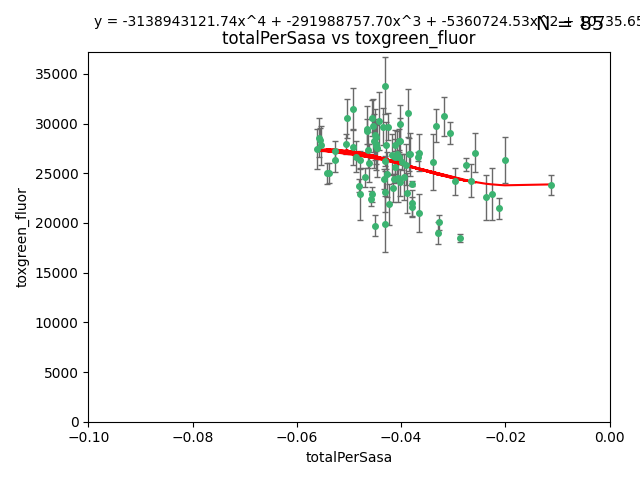 y = -3138943121.74x^4 + -291988757.70x^3 + -5360724.53x^2 +
N = 85
totalPerSasa vs toxgreen_fluor
35000
30000
25000
20000
15000
10000
5000
0
toxgreen_fluor
−0.10 −0.08 −0.06 −0.04 −0.02 0.00
totalPerSasa